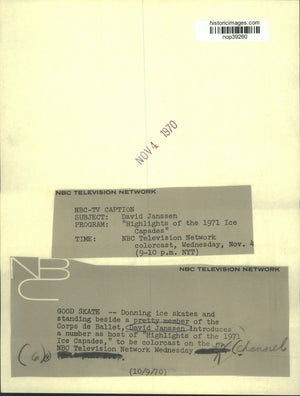 historicimages.com
nop39260
NOV 4 1970
NBC TELEVISION NETWORK
NBC-TV CAPTION
SUBJECT: David Janssen
PROGRAM: "Highlights of the 1971 Ice
Capades"
TIME: NBC Television Network
colorcast, Wednesday, Nov. 4
(9-10 p.m. NYT)
NBC
NBC TELEVISION NETWORK
GOOD SKATE -- Donning ice skates and
standing beside a pretty member of the
Corps de Ballet, David Janssen introduces
a number as host of "Highlights of the 1971
Ice Capades," to be colorcast on the
NBC Television Network Wednesday on Channel
(6)
(10/9/70)